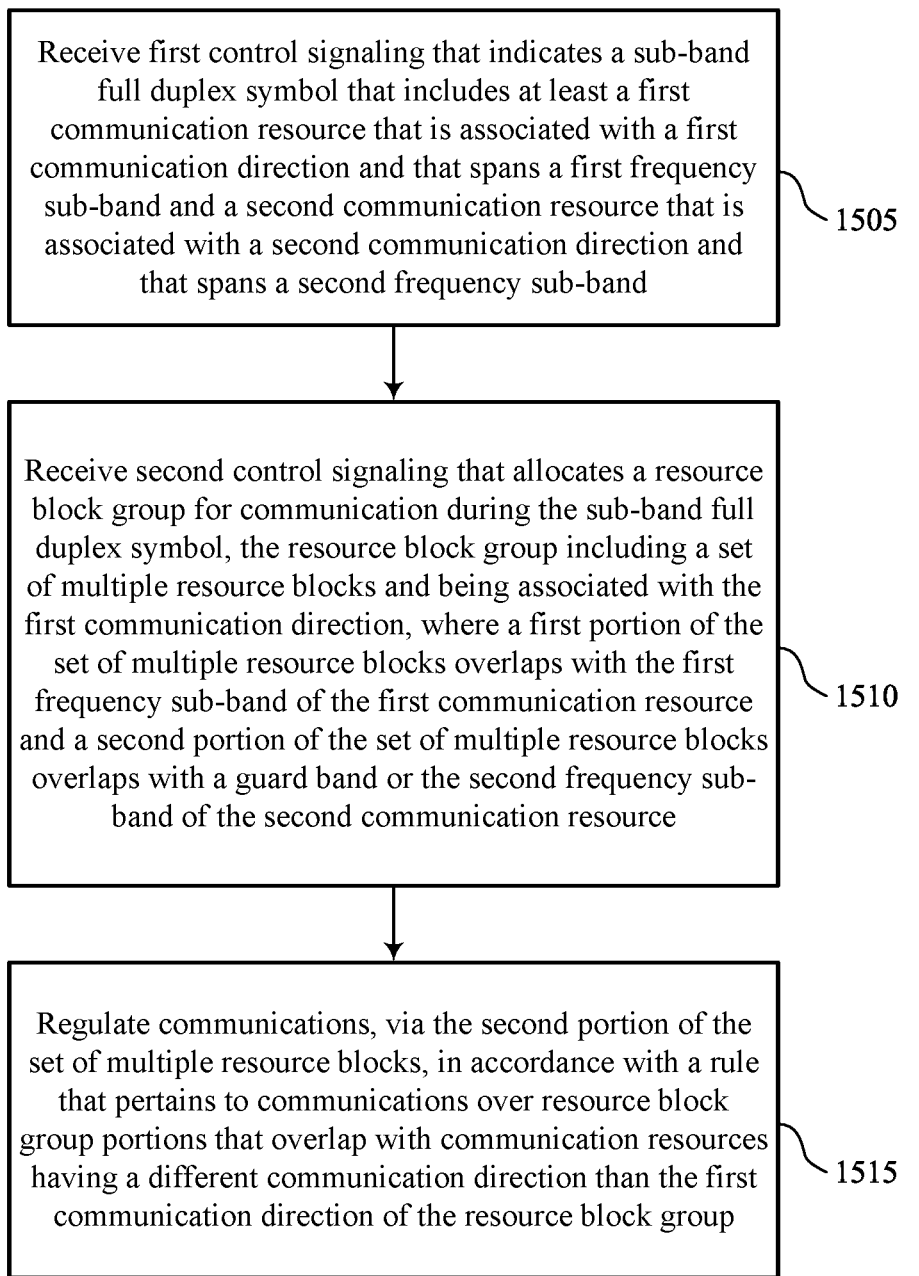 Receive first control signaling that indicates a sub-band
full duplex symbol that includes at least a first
communication resource that is associated with a first
communication direction and that spans a first frequency
sub-band and a second communication resource that is
associated with a second communication direction and
that spans a second frequency sub-band
1505
Receive second control signaling that allocates a resource
block group for communication during the sub-band full
duplex symbol, the resource block group including a set
of multiple resource blocks and being associated with the
first communication direction, where a first portion of the
set of multiple resource blocks overlaps with the first
frequency sub-band of the first communication resource
and a second portion of the set of multiple resource blocks
overlaps with a guard band or the second frequency sub-
band of the second communication resource
1510
Regulate communications, via the second portion of the
set of multiple resource blocks, in accordance with a rule
that pertains to communications over resource block
group portions that overlap with communication resources
having a different communication direction than the first
communication direction of the resource block group
1515